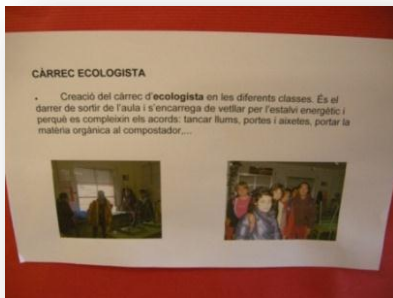 CÀRREC ECOLOGISTA
. Creació del càrrec d'ecologista en les diferents classes. És el
darrer de sortir de l'aula i s'encarrega de vetllar per l'estalvi energètic i
perquè es compleixin els acords: tancar llums, portes i aixetes, portar la
matèria orgànica al compostador,...